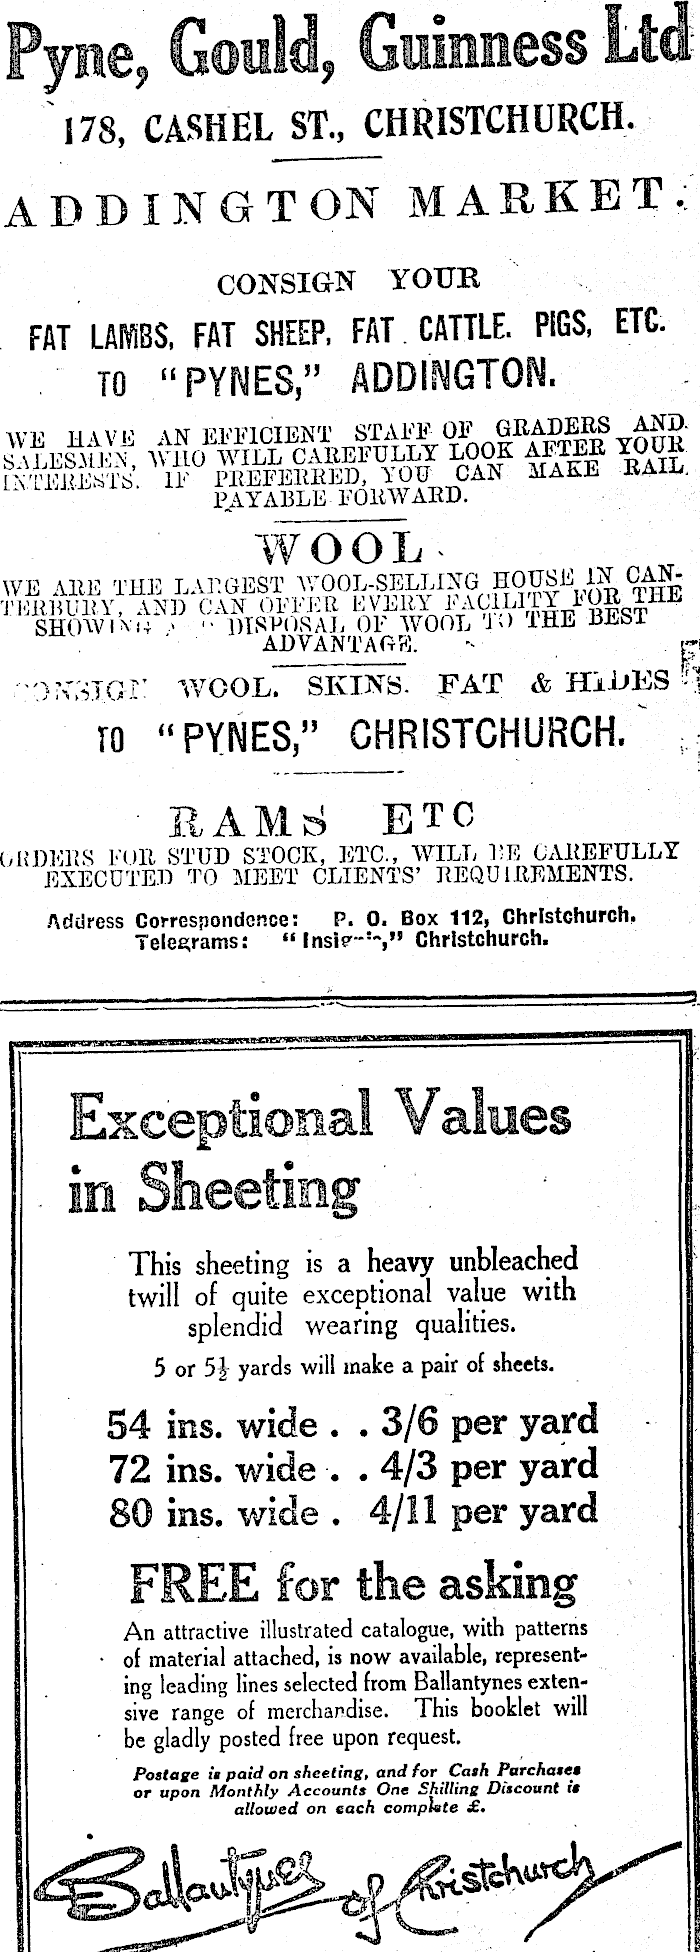 Pyne, Gould, Guinness Ltd
178, CASHEL ST., CHRISTCHURCH.
ADDINGTON MARKET.
CONSIGN YOUR
FAT LAMBS, FAT SHEEP, FAT CATTLE. PIGS, ETC.
TO "PYNES," ADDINGTON.
WE HAVE AN EFFICIENT STAFF OF GRADERS AND
SALESMEN, WHO WILL CAREFULLY LOOK AFTER YOUR
INTERESTS. IF PREFERRED, YOU CAN MAKE RAIL
PAYABLE FORWARD.
WOOL.
WE ARE THE LARGEST WOOL-SELLING HOUSE IN CAN-
TERBURY, AND CAN OFFER EVERY FACILITY FOR THE
SHOWING DISPOSAL OF WOOL TO THE BEST
ADVANTAGE.
CONSIGN WOOL. SKINS. FAT & HIDES
TO "PYNES," CHRISTCHURCH.
RAMS ETC
ORDERS FOR STUD STOCK, ETC., WILL BE CAREFULLY
EXECUTED TO MEET CLIENTS' REQUIREMENTS.
Address Correspondence: P. O. Box 112, Christchurch.
Telegrams: Christchurch.
Exceptional Values
in Sheeting
This sheeting is a heavy unbleached
twill of quite exceptional value with
splendid wearing qualities.
5 or 5½ yards will make a pair of sheets.
54 ins. wide . . 3/6 per yard
72 ins. wide . . 4/3 per yard
80 ins. wide . 4/11 per yard
FREE for the asking
An attractive illustrated catalogue, with patterns
of material attached, is now available, represent-
ing leading lines selected from Ballantynes exten-
sive range of merchandise. This booklet will
be gladly posted free upon request.
Postage is paid on sheeting, and for Cash Purchases
or upon Monthly Accounts One Shilling Discount is
allowed on each complete £.
Ballantynes of Christchurch